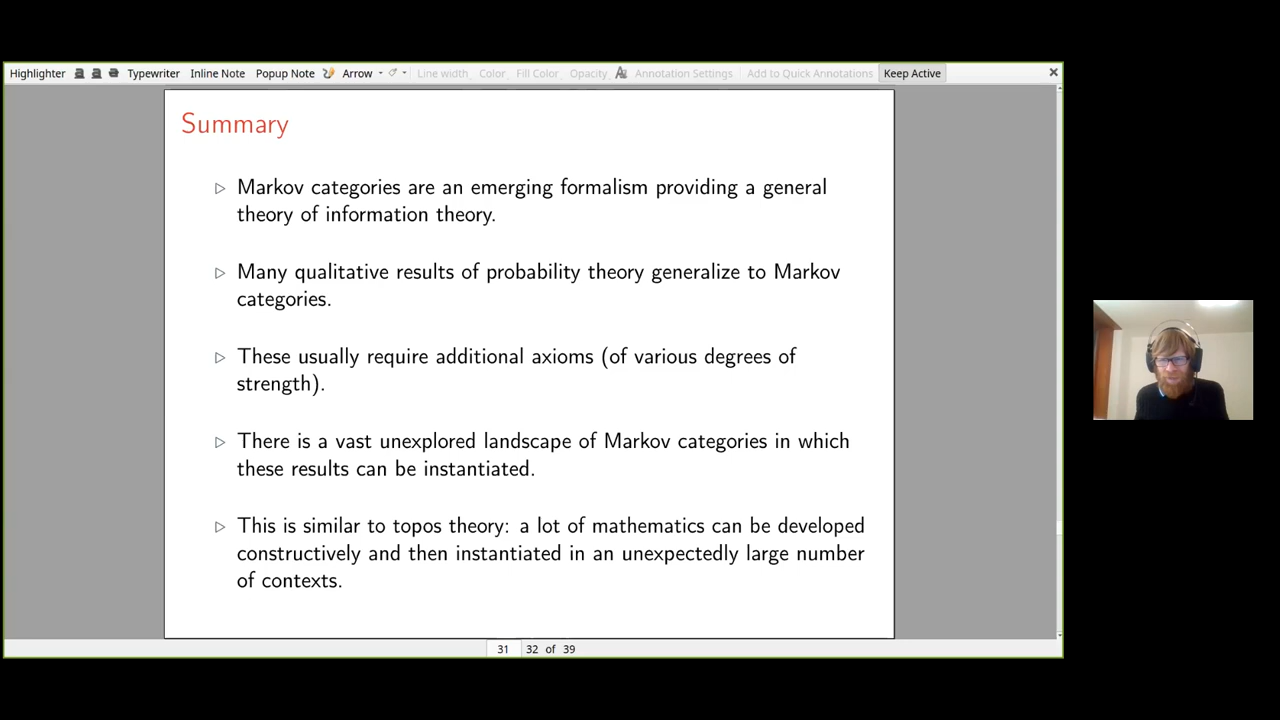 Highlighter Typewriter Inline Note Popup Note Arrow Line width Color Fill Color Opacity Annotation Settings Add to Quick Annotations Keep Active
Summary
▷ Markov categories are an emerging formalism providing a general
theory of information theory.
▷ Many qualitative results of probability theory generalize to Markov
categories.
▷ These usually require additional axioms (of various degrees of
strength).
▷ There is a vast unexplored landscape of Markov categories in which
these results can be instantiated.
▷ This is similar to topos theory: a lot of mathematics can be developed
constructively and then instantiated in an unexpectedly large number
of contexts.
31 32 of 39